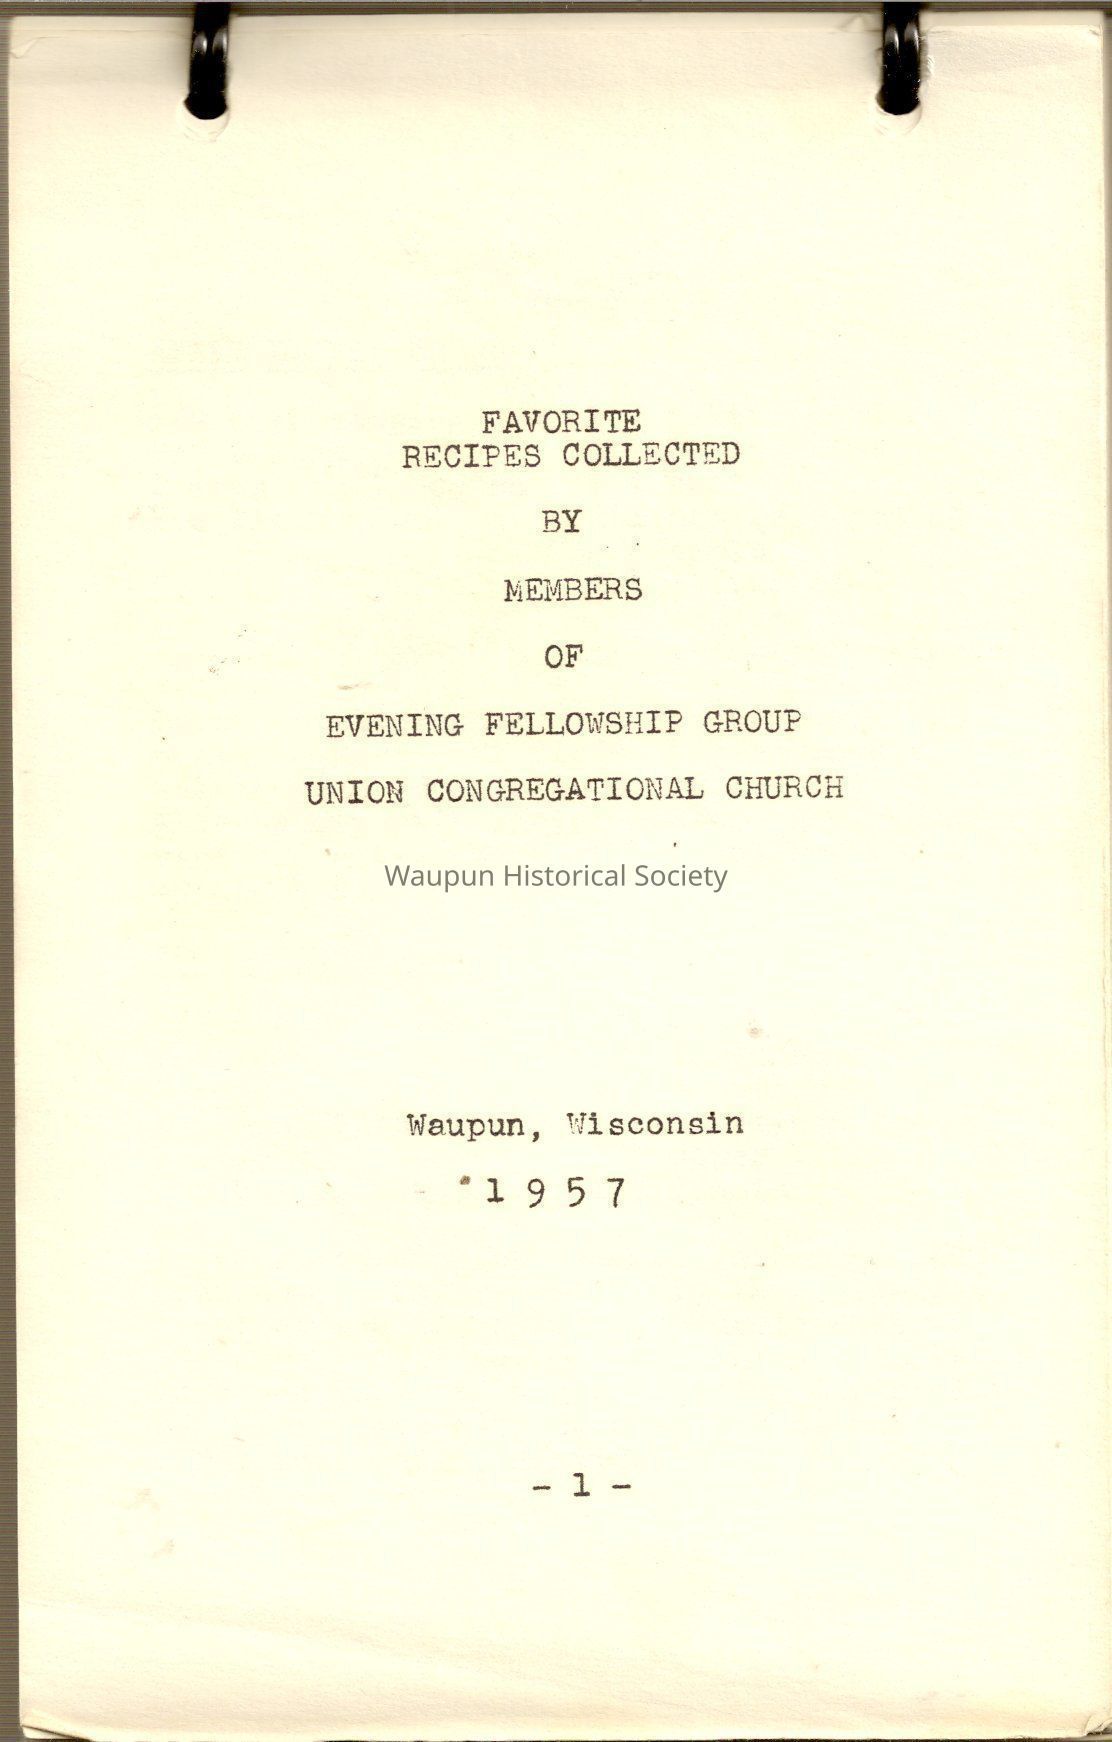 FAVORITE
RECIPES COLLECTED
BY
MEMBERS
OF
EVENING FELLOWSHIP GROUP
UNION CONGREGATIONAL CHURCH
Waupun Historical Society
Waupun, Wisconsin
1 9 5 7
- 1 -